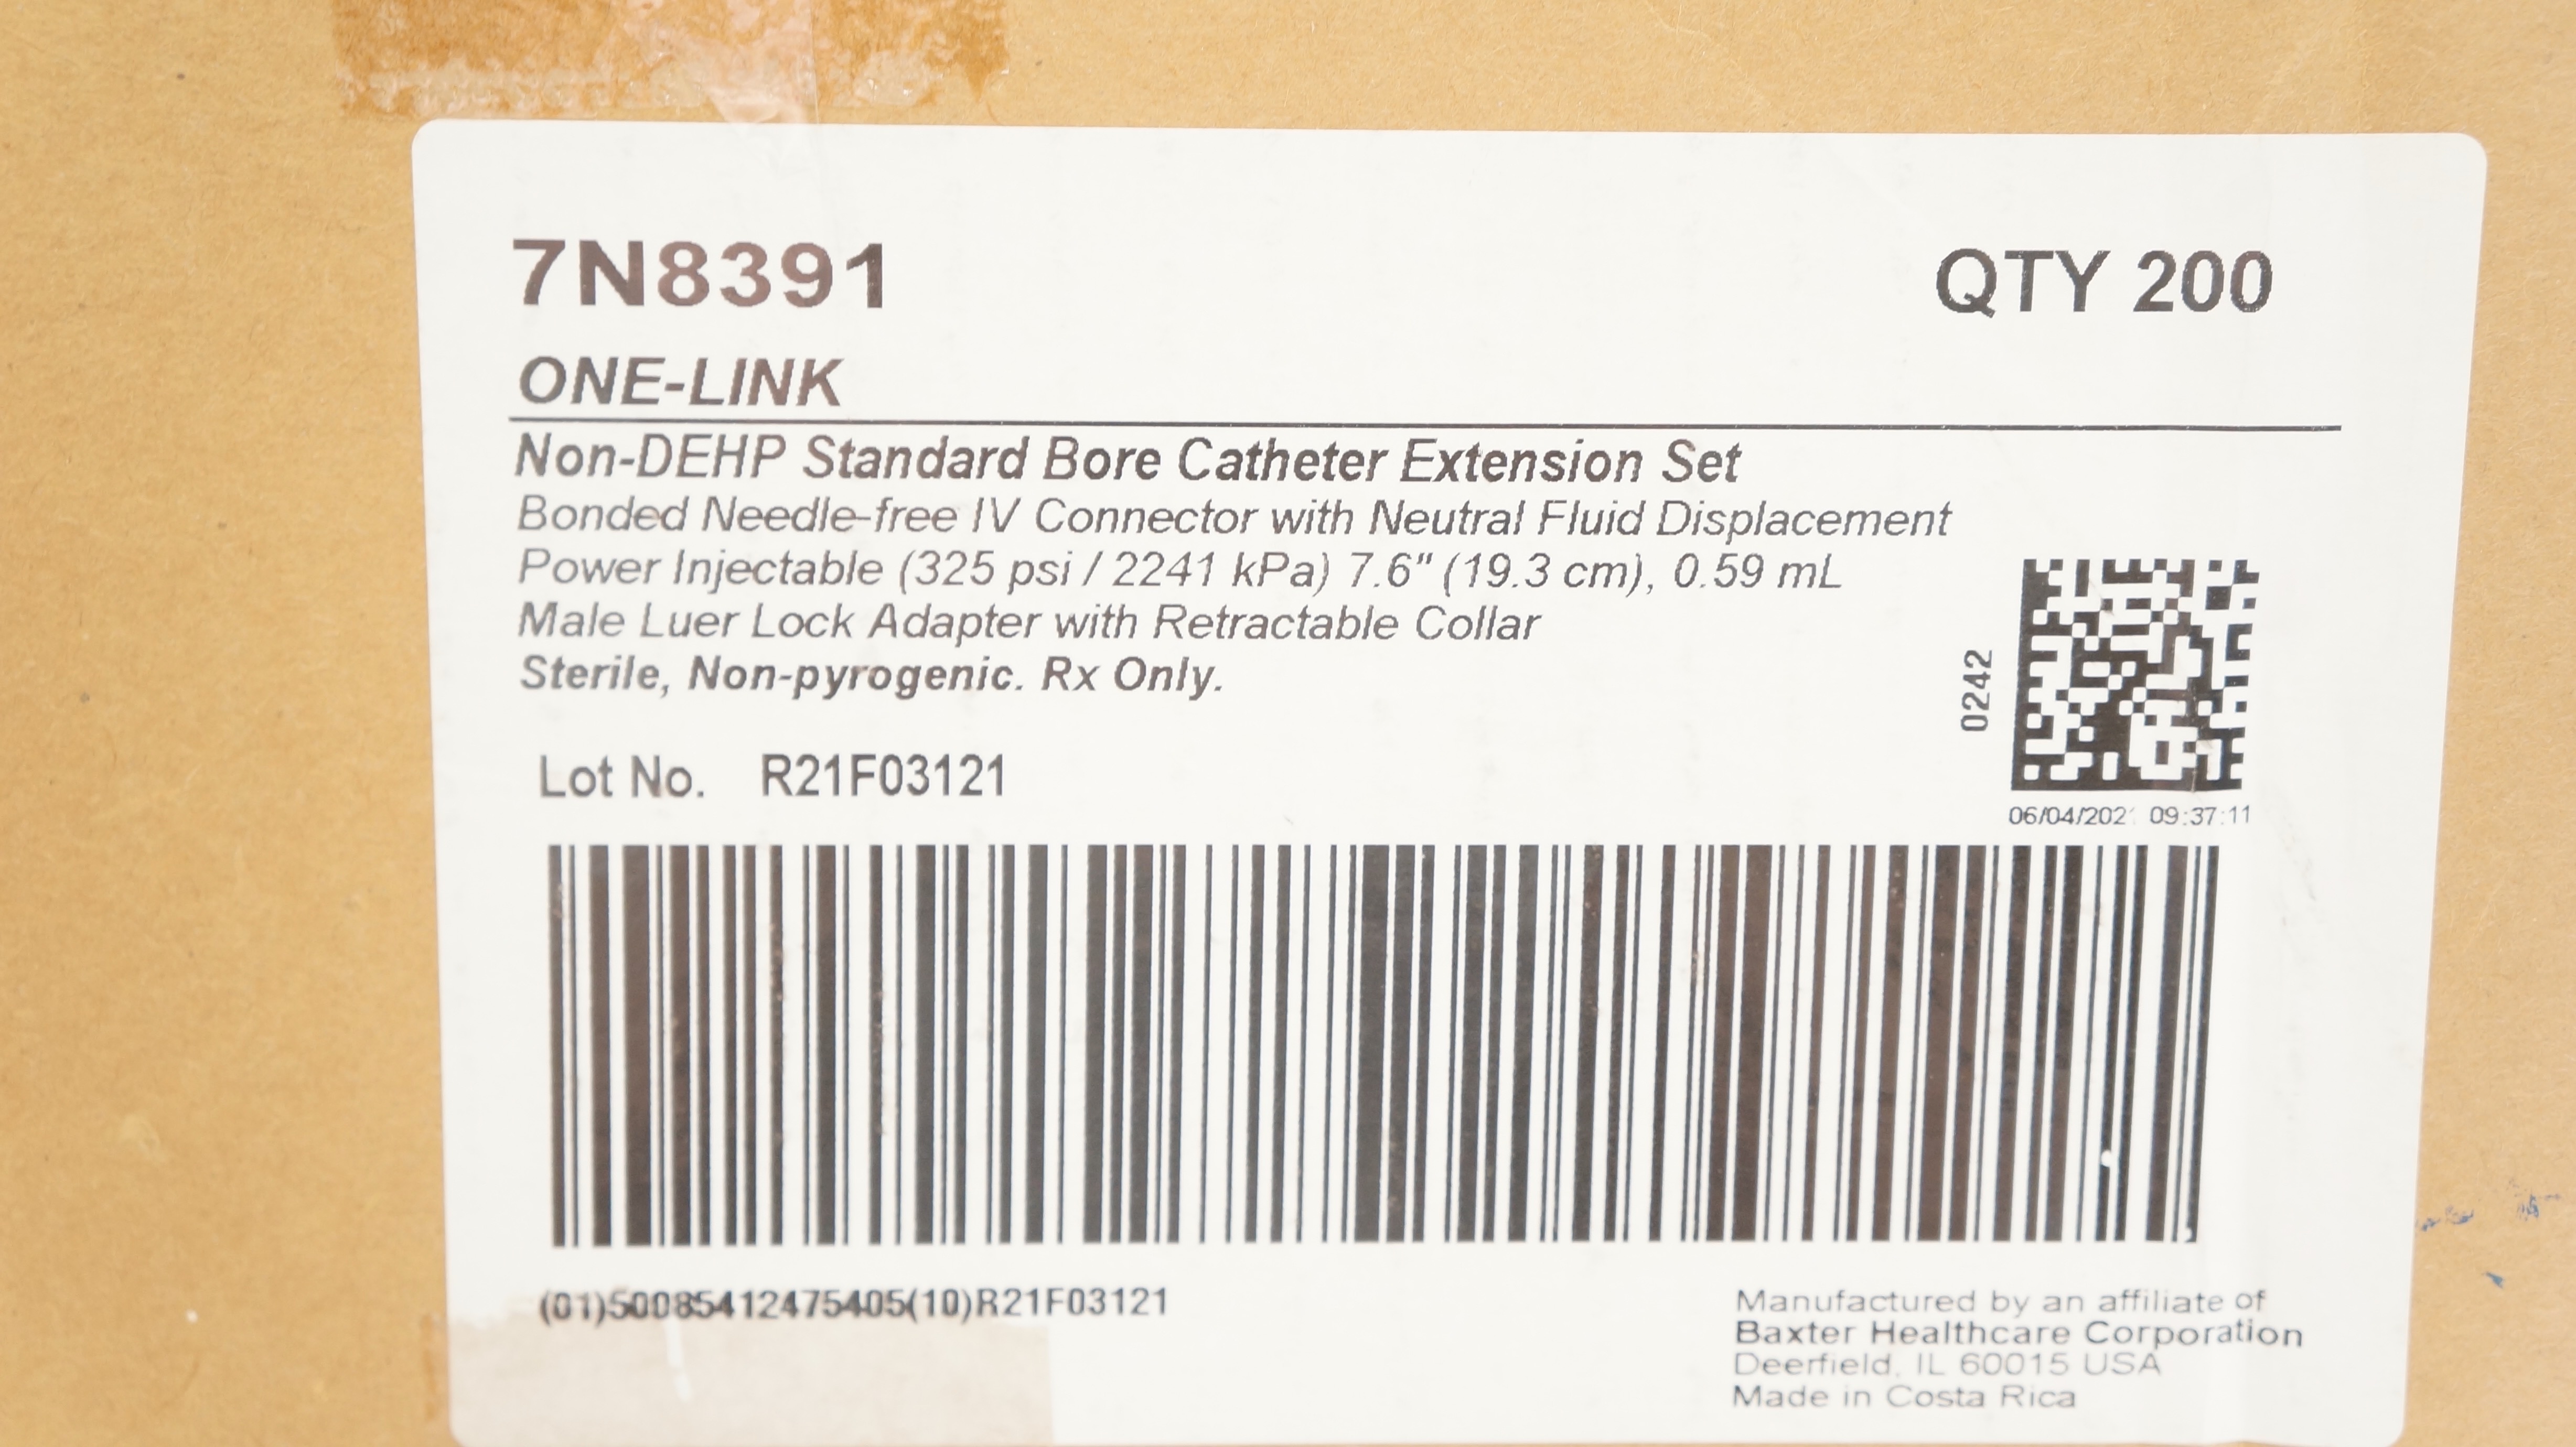 7N8391
QTY 200
ONE-LINK
Non-DEHP Standard Bore Catheter Extension Set
Bonded Needle-free IV Connector with Neutral Fluid Displacement
Power Injectable (325 psi / 2241 kPa) 7.6" (19.3 cm), 0.59 mL
Male Luer Lock Adapter with Retractable Collar
Sterile, Non-pyrogenic. Rx Only.
0242
Lot No. R21F03121
06/04/2021 09:37:11
(01)50085412475405(10)R21F03121
Manufactured by an affiliate of
Baxter Healthcare Corporation
Deerfield, IL 60015 USA
Made in Costa Rica